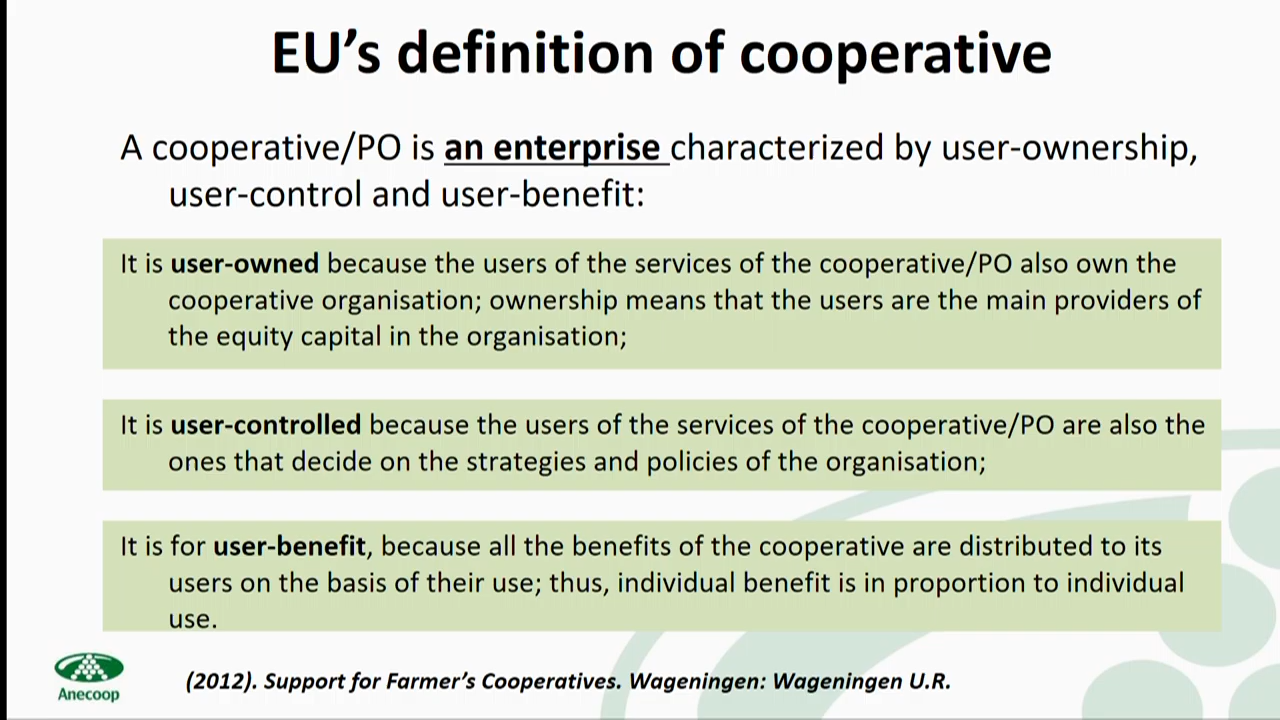 EU’s definition of cooperative
A cooperative/PO is an enterprise characterized by user-ownership,
user-control and user-benefit:
It is user-owned because the users of the services of the cooperative/PO also own the
cooperative organisation; ownership means that the users are the main providers of
the equity capital in the organisation;
It is user-controlled because the users of the services of the cooperative/PO are also the
ones that decide on the strategies and policies of the organisation;
It is for user-benefit, because all the benefits of the cooperative are distributed to its
users on the basis of their use; thus, individual benefit is in proportion to individual
use.
Anecoop
(2012). Support for Farmer’s Cooperatives. Wageningen: Wageningen U.R.